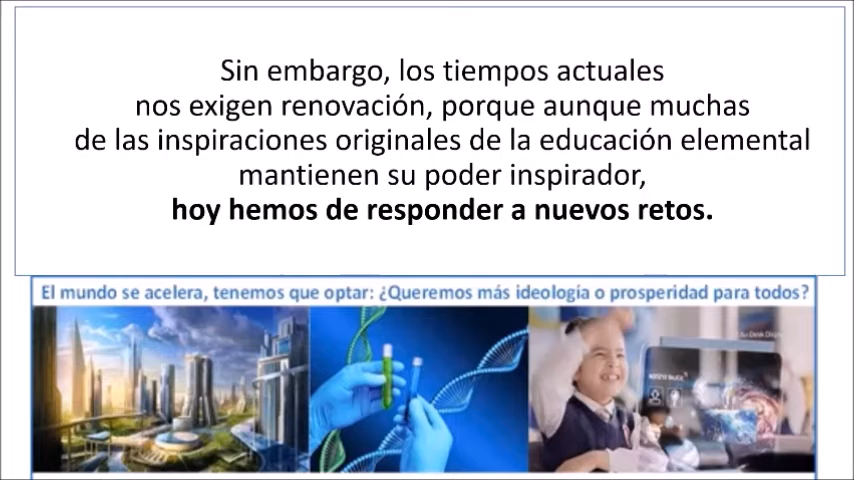 Sin embargo, los tiempos actuales
nos exigen renovación, porque aunque muchas
de las inspiraciones originales de la educación elemental
mantienen su poder inspirador,
hoy hemos de responder a nuevos retos.
El mundo se acelera, tenemos que optar: ¿Queremos más ideología o prosperidad para todos?